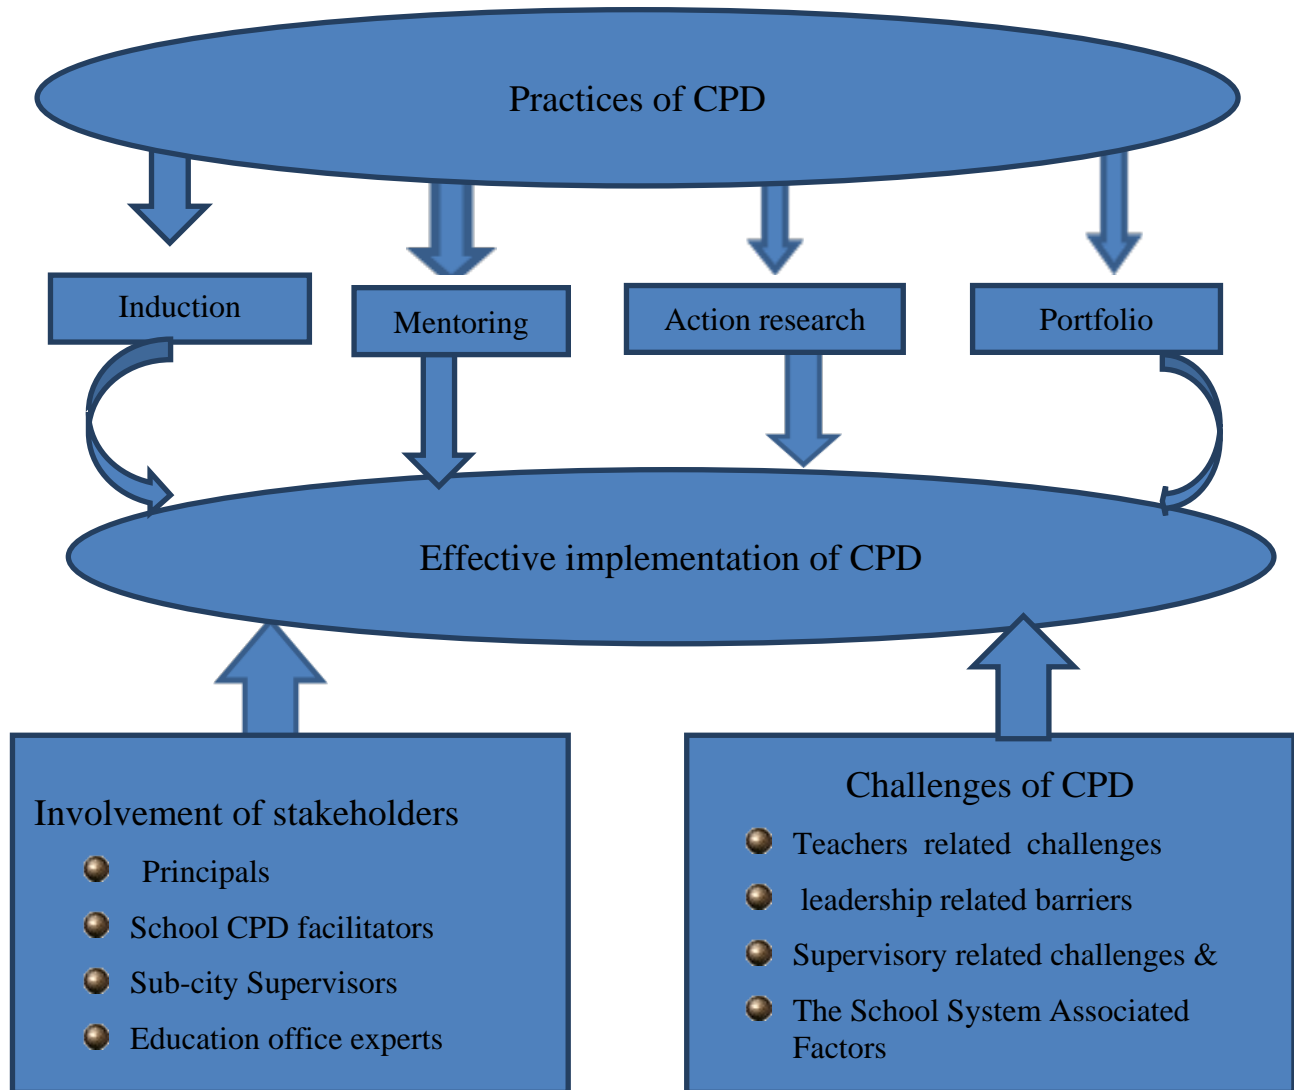 Practices of CPD
Induction
Mentoring
Action research
Portfolio
Effective implementation of CPD
Involvement of stakeholders
Principals
School CPD facilitators
Sub-city Supervisors
Education office experts
Challenges of CPD
Teachers related challenges
leadership related barriers
Supervisory related challenges &
The School System Associated
Factors